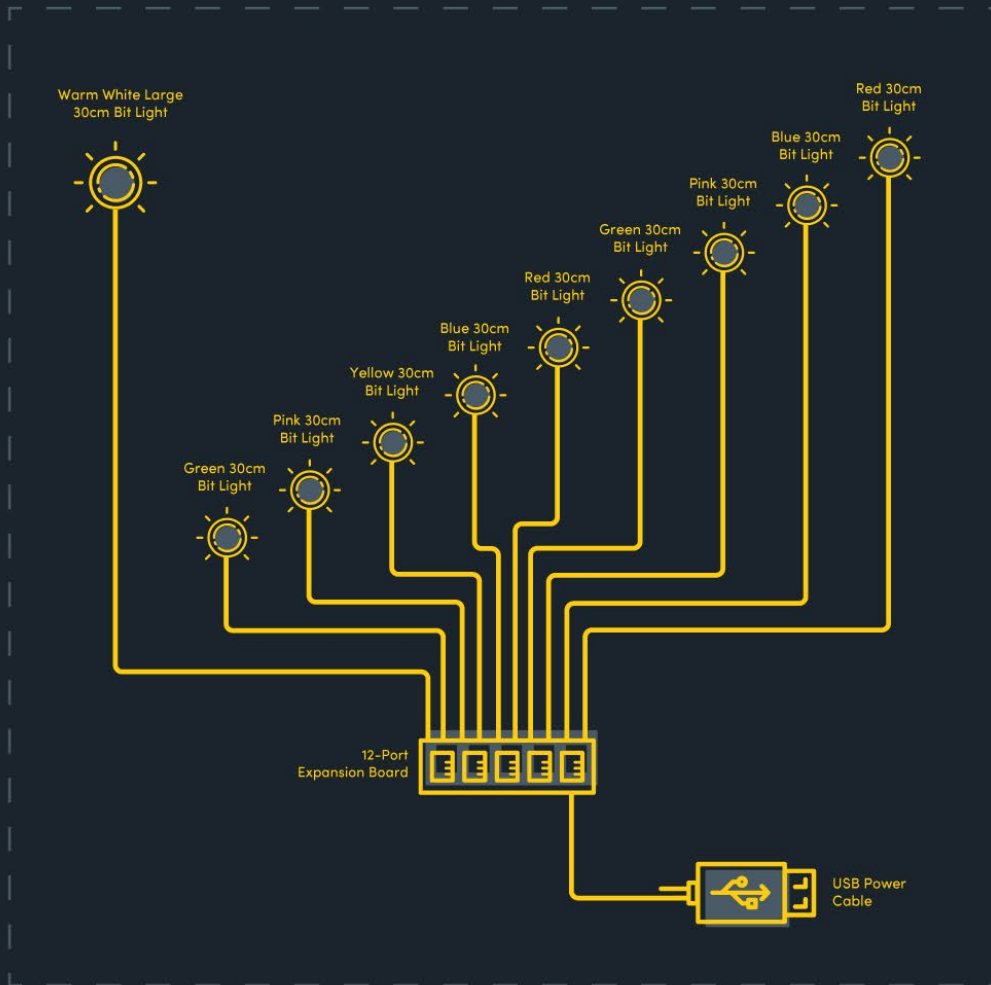 Warm White Large
30cm Bit Light
Red 30cm
Bit Light
Blue 30cm
Bit Light
Pink 30cm
Bit Light
Green 30cm
Bit Light
Red 30cm
Bit Light
Blue 30cm
Bit Light
Yellow 30cm
Bit Light
Pink 30cm
Bit Light
Green 30cm
Bit Light
12-Port
Expansion Board
USB Power
Cable